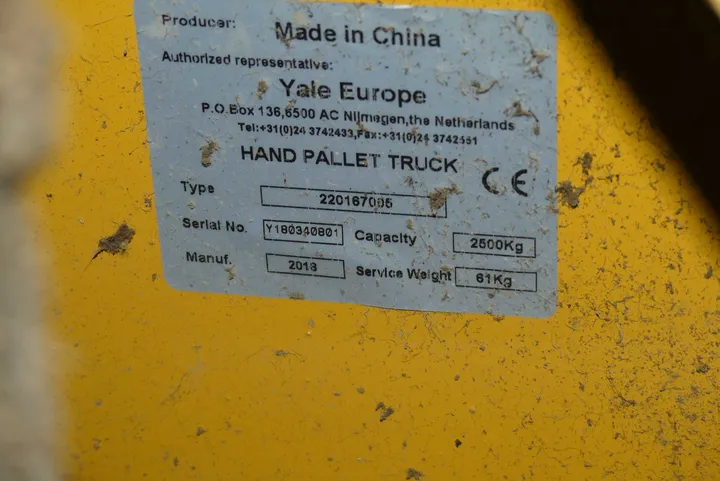 Producer: Made in China
Authorized representative:
Yale Europe
P.O.Box 136,6500 AC Nijmegen,the Netherlands
Tel:+31(0)24 3742433,Fax:+31(0)24 3742551
HAND PALLET TRUCK CE
Type 220167005
Serial No. Y180340801 Capacity 2500Kg
Manuf. 2018 Service Weight 61Kg